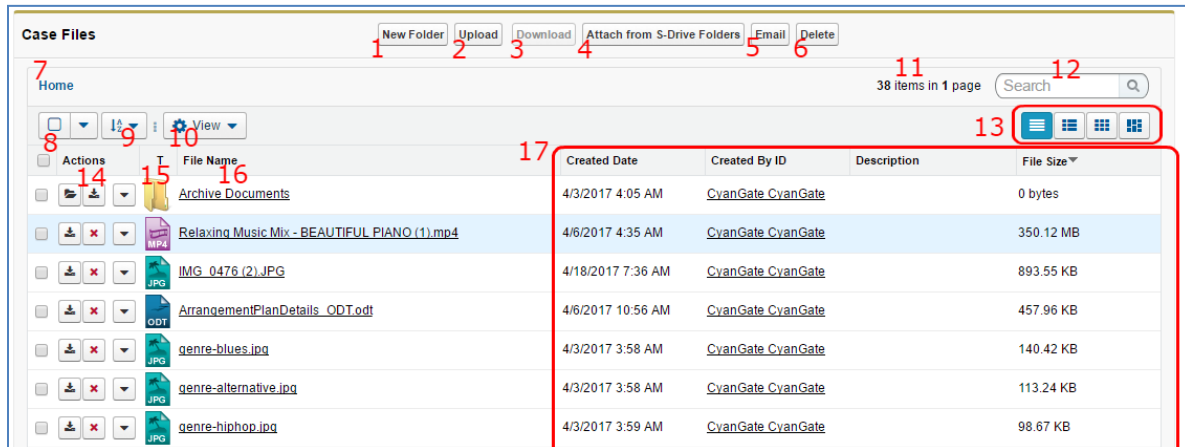 Case Files New Folder Upload Download Attach from S-Drive Folders Email Delete
1 2 3 4 5 6
7 11 12
Home 38 items in 1 page Search
View 13
8 9 10
Actions T File Name 17 Created Date Created By ID Description File Size
14 15 16
Archive Documents 4/3/2017 4:05 AM CyanGate CyanGate 0 bytes
MP4 Relaxing Music Mix - BEAUTIFUL PIANO (1).mp4 4/6/2017 4:35 AM CyanGate CyanGate 350.12 MB
JPG IMG_0476 (2).JPG 4/18/2017 7:36 AM CyanGate CyanGate 893.55 KB
ODT ArrangementPlanDetails_ODT.odt 4/6/2017 10:56 AM CyanGate CyanGate 457.96 KB
JPG genre-blues.jpg 4/3/2017 3:58 AM CyanGate CyanGate 140.42 KB
JPG genre-alternative.jpg 4/3/2017 3:58 AM CyanGate CyanGate 113.24 KB
JPG genre-hiphop.jpg 4/3/2017 3:59 AM CyanGate CyanGate 98.67 KB